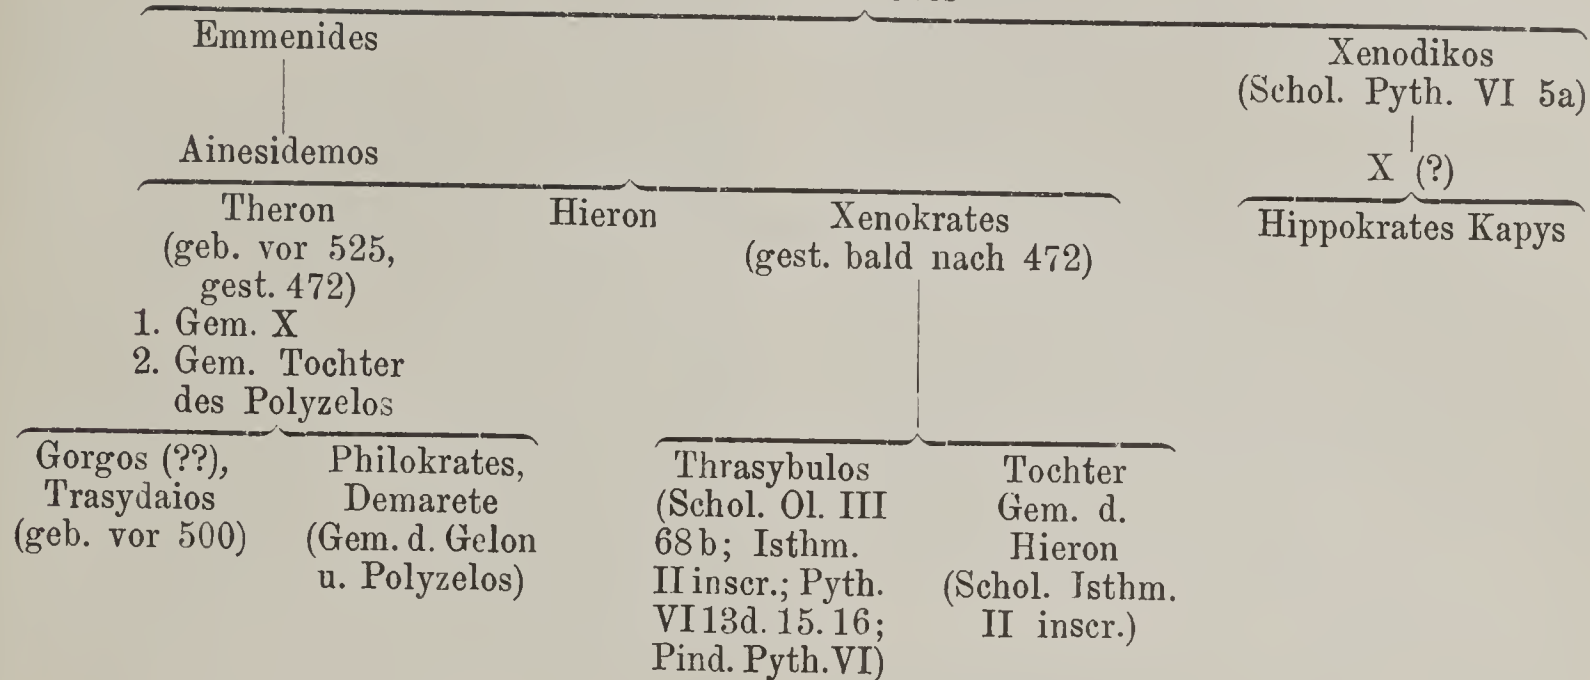 Emmenides
Xenodikos
(Schol. Pyth. VI 5a)
Ainesidemos
X (?)
Theron
(geb. vor 525,
gest. 472)
1. Gem. X
2. Gem. Tochter
des Polyzelos
Hieron
Xenokrates
(gest. bald nach 472)
Hippokrates Kapys
Gorgos (??),
Trasydaios
(geb. vor 500)
Philokrates,
Demarete
(Gem. d. Gelon
u. Polyzelos)
Thrasybulos
(Schol. Ol. III
68b; Isthm.
II inscr.; Pyth.
VI 13d. 15. 16;
Pind. Pyth. VI)
Tochter
Gem. d.
Hieron
(Schol. Isthm.
II inscr.)